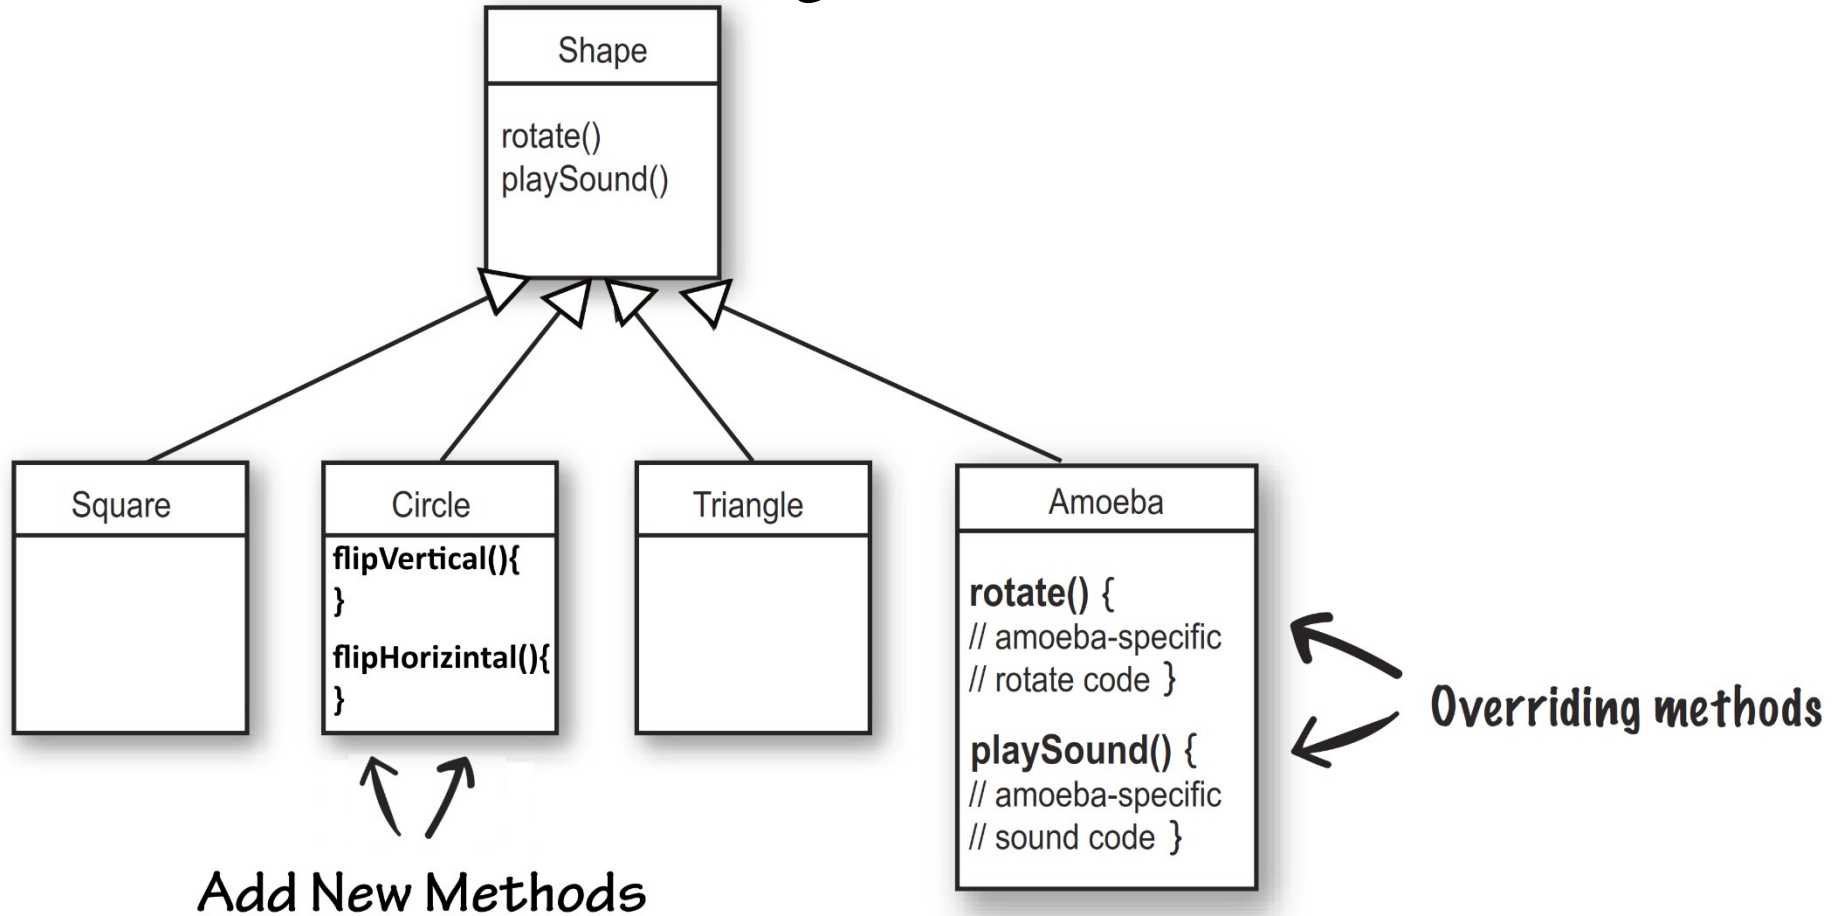 Shape
rotate()
playSound()
Square
Circle
flipVertical(){
}
flipHorizintal(){
}
Triangle
Amoeba
rotate() {
// amoeba-specific
// rotate code }
playSound() {
// amoeba-specific
// sound code }
Overriding methods
Add New Methods